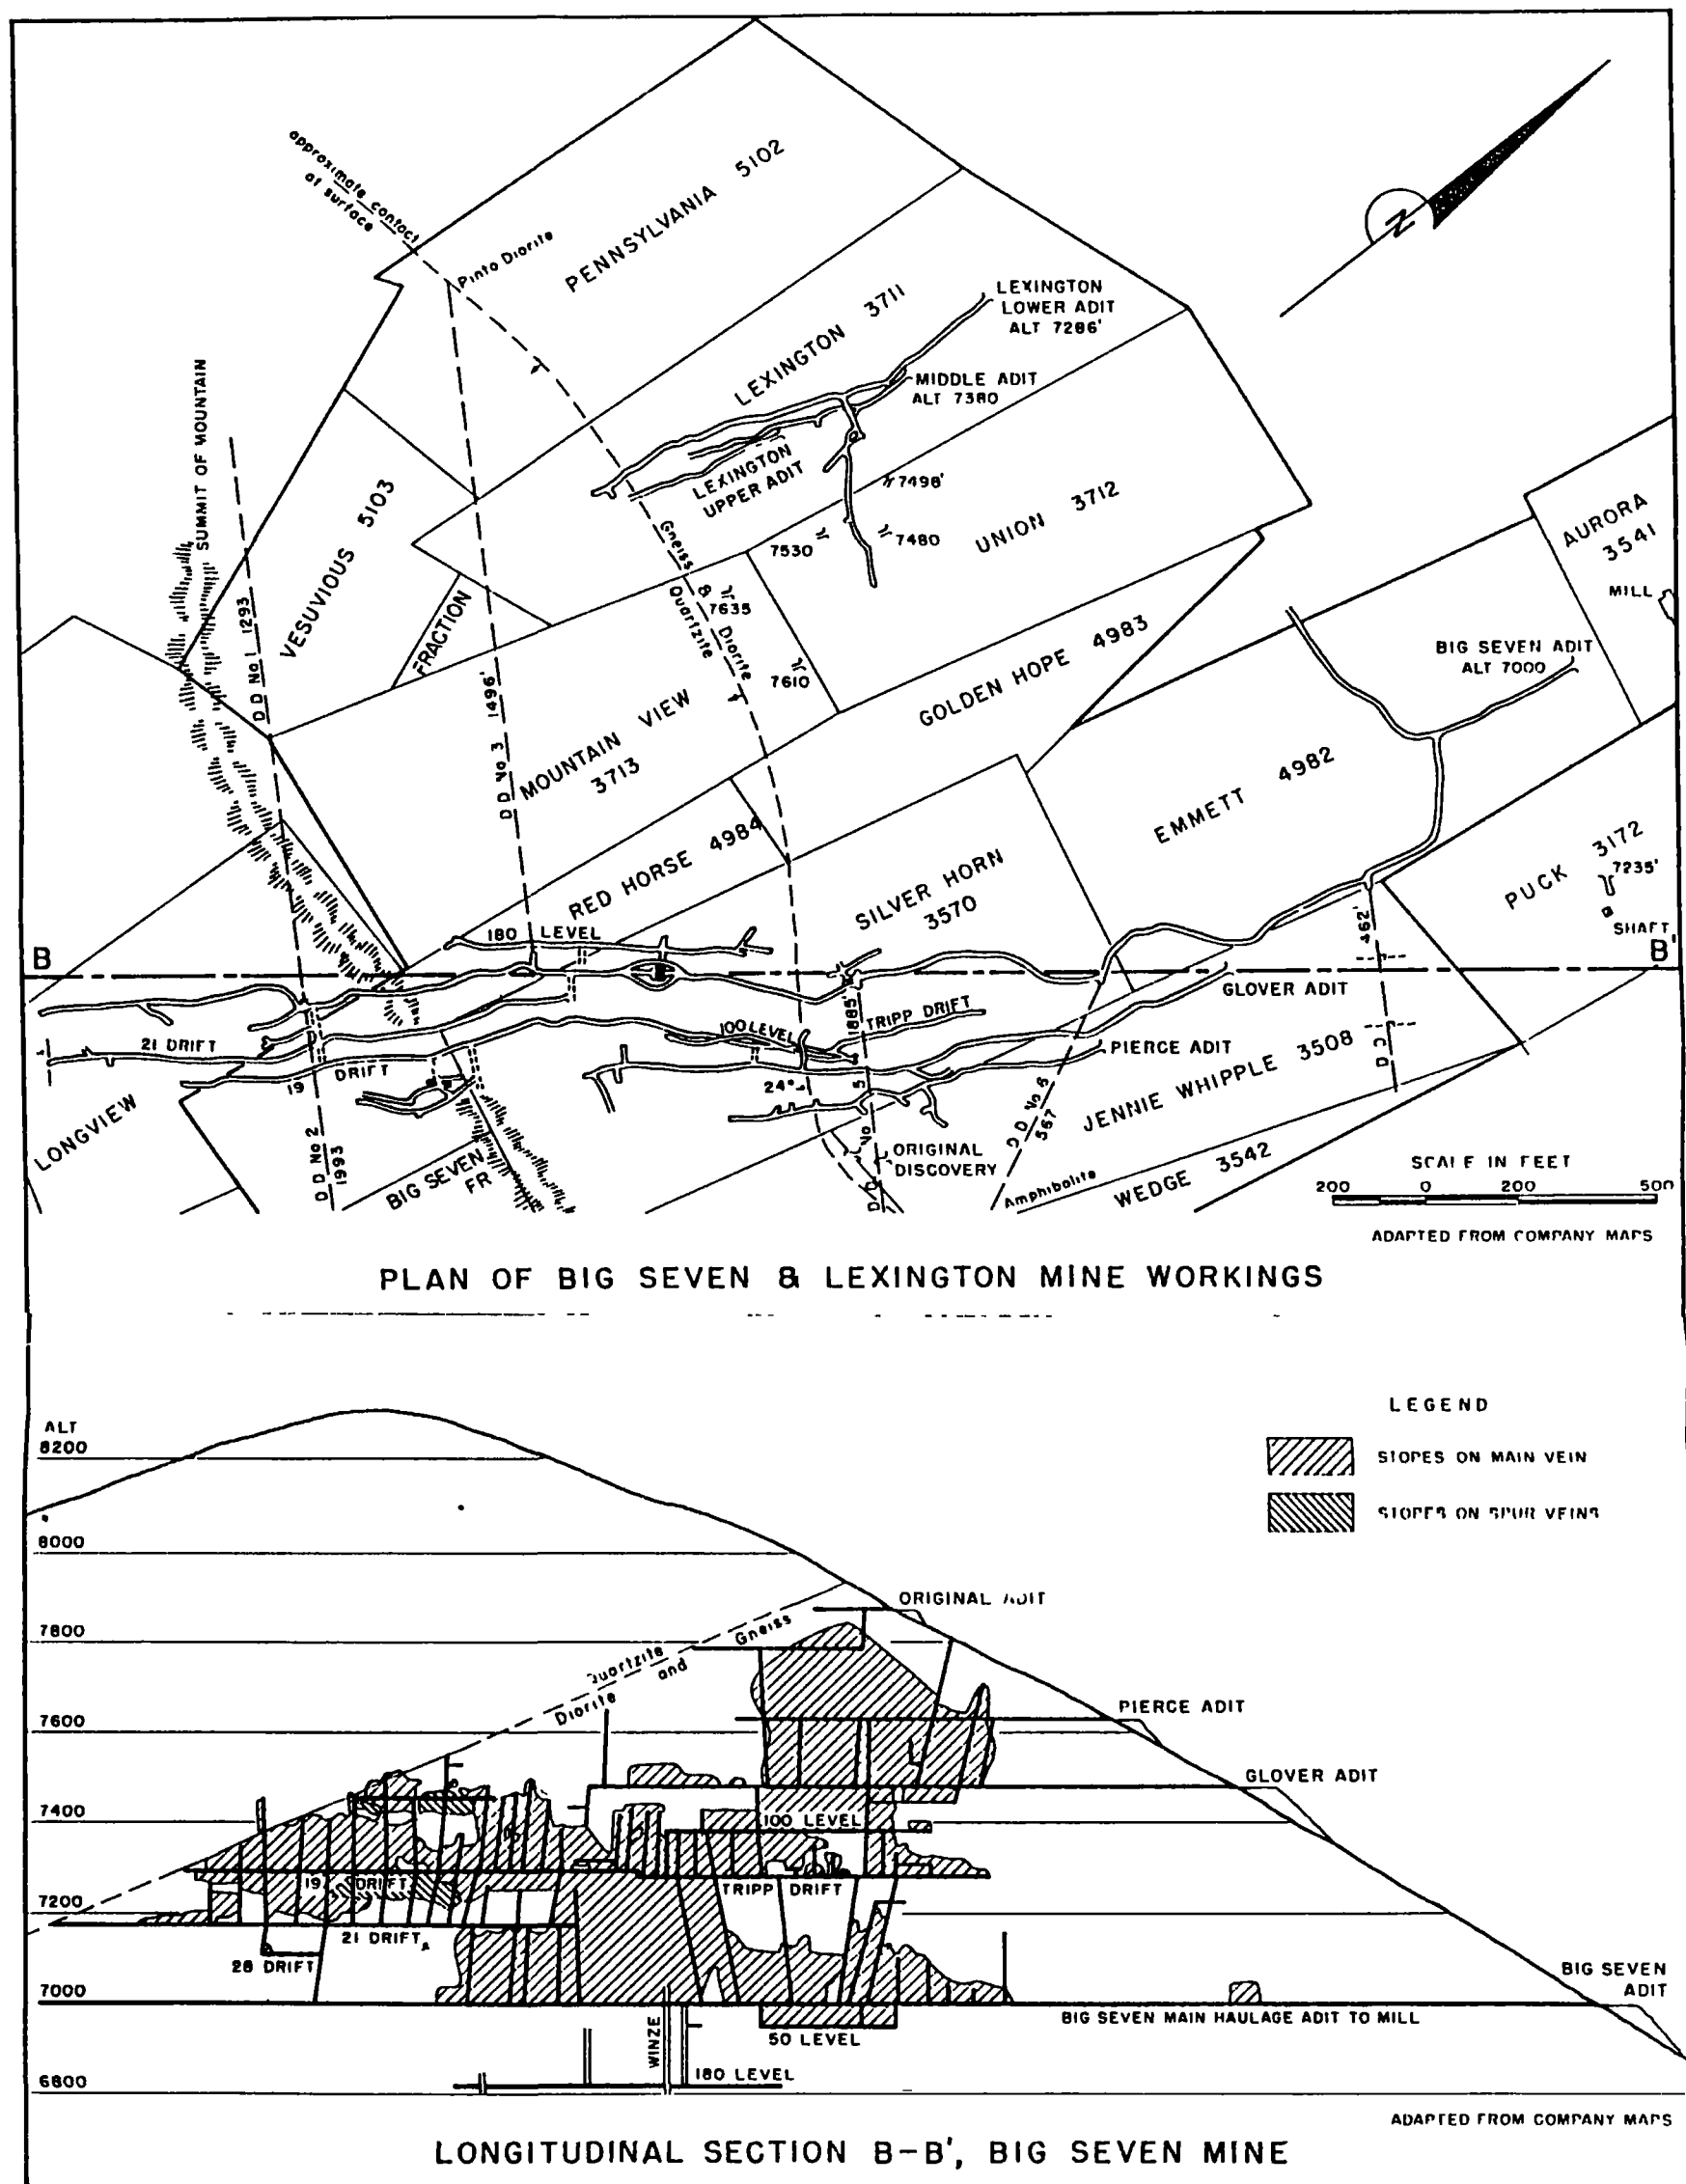 approximate contact
at surface
Pinto Diorite
PENNSYLVANIA 5102
N
LEXINGTON 3711
LEXINGTON
LOWER ADIT
ALT 7286'
MIDDLE ADIT
ALT 7380
LEXINGTON
UPPER ADIT
SUMMIT OF MOUNTAIN
VESUVIOUS 5103
FRACTION
7498'
7530
7480
UNION 3712
AURORA
3541
MILL
Gneiss & Diorite
Quartzite
7635
7610
D D No 1 1293
D D No 3 1496'
MOUNTAIN VIEW
3713
GOLDEN HOPE 4983
BIG SEVEN ADIT
ALT 7000
EMMETT 4982
RED HORSE 4984
SILVER HORN
3570
PUCK 3172
7235'
SHAFT
B
180 LEVEL
462'
B'
GLOVER ADIT
21 DRIFT
100 LEVEL
1885'
TRIPP DRIFT
PIERCE ADIT
19 DRIFT
24°
JENNIE WHIPPLE 3508
D D
LONGVIEW
D D No 2
1993
BIG SEVEN
FR
D D No 5
ORIGINAL
DISCOVERY
D D No 6
567
Amphibolite
WEDGE 3542
SCALE IN FEET
200 0 200 500
ADAPTED FROM COMPANY MAPS
PLAN OF BIG SEVEN & LEXINGTON MINE WORKINGS
LEGEND
STOPES ON MAIN VEIN
STOPES ON SPUR VEINS
ALT
8200
8000
ORIGINAL ADIT
7800
Quartzite
Diorite and Gneiss
PIERCE ADIT
7600
GLOVER ADIT
7400
100 LEVEL
19 DRIFT
TRIPP DRIFT
7200
21 DRIFT
28 DRIFT
BIG SEVEN
ADIT
7000
BIG SEVEN MAIN HAULAGE ADIT TO MILL
WINZE
50 LEVEL
180 LEVEL
6800
ADAPTED FROM COMPANY MAPS
LONGITUDINAL SECTION B-B', BIG SEVEN MINE